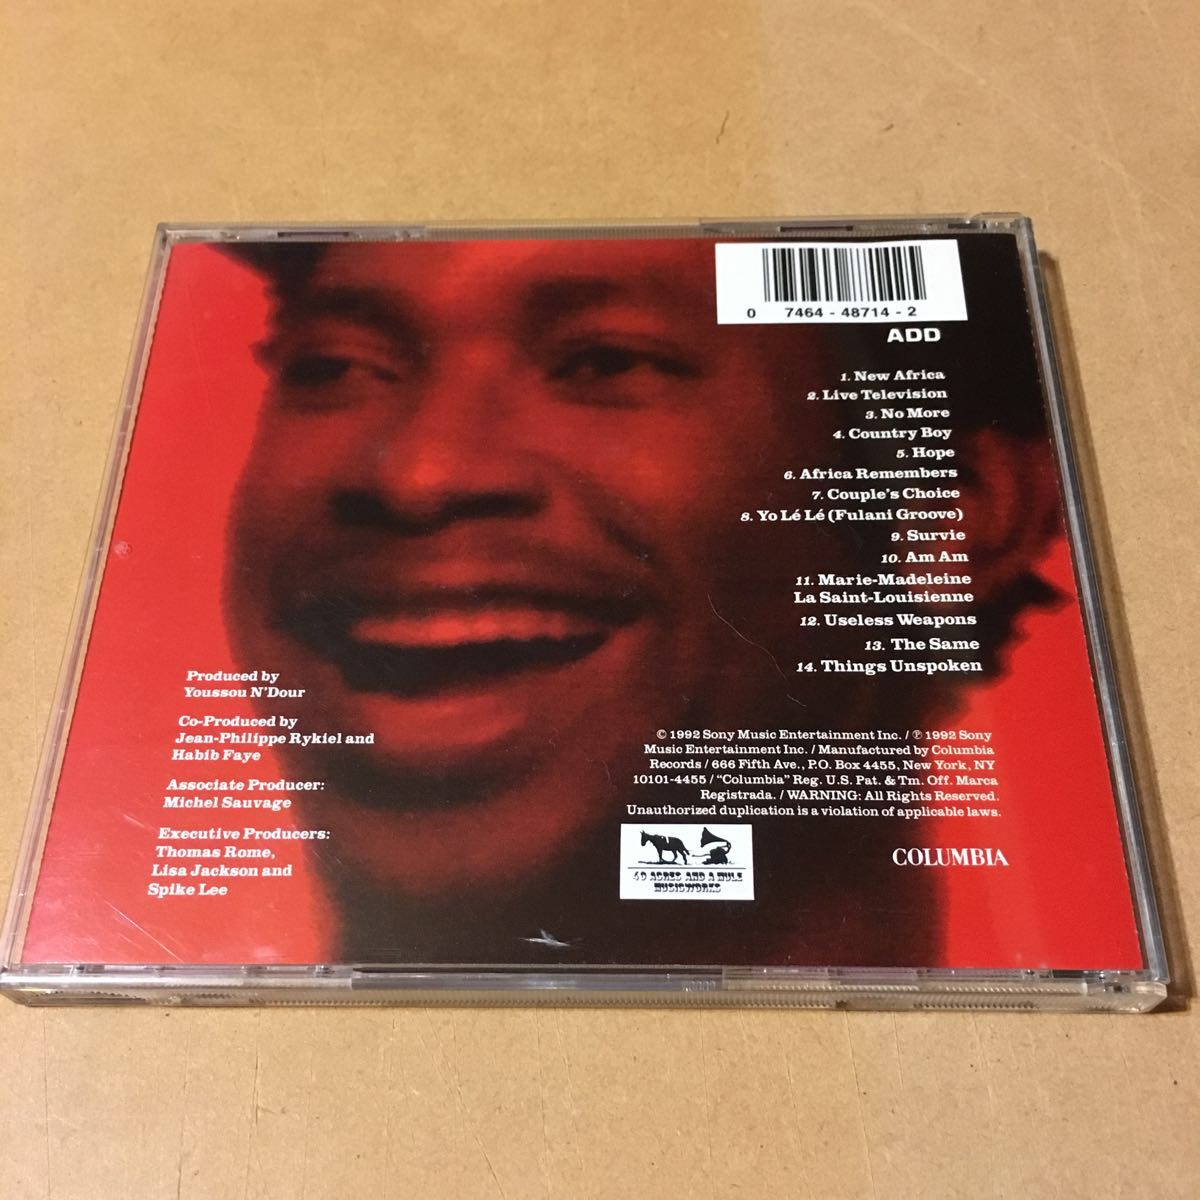 0 7464 - 48714 - 2
ADD
1. New Africa
2. Live Television
3. No More
4. Country Boy
5. Hope
6. Africa Remembers
7. Couple's Choice
8. Yo Lé Lé (Fulani Groove)
9. Survie
10. Am Am
11. Marie-Madeleine
La Saint-Louisienne
12. Useless Weapons
13. The Same
14. Things Unspoken
Produced by
Youssou N'Dour
Co-Produced by
Jean-Philippe Rykiel and
Habib Faye
Associate Producer:
Michel Sauvage
Executive Producers:
Thomas Rome,
Lisa Jackson and
Spike Lee
© 1992 Sony Music Entertainment Inc. / ℗ 1992 Sony
Music Entertainment Inc. / Manufactured by Columbia
Records / 666 Fifth Ave., P.O. Box 4455, New York, NY
10101-4455 / "Columbia" Reg. U.S. Pat. & Tm. Off. Marca
Registrada. / WARNING: All Rights Reserved.
Unauthorized duplication is a violation of applicable laws.
40 ACRES AND A MULE
MUSICWORKS
COLUMBIA